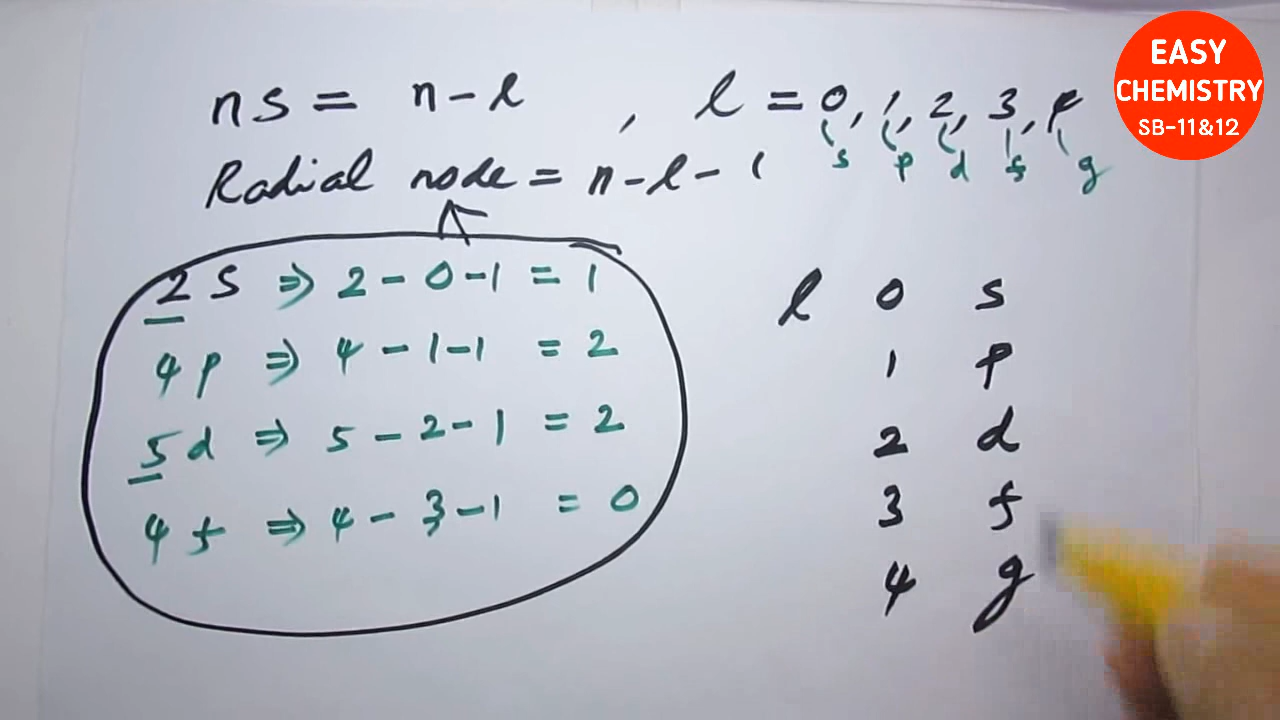 EASY
CHEMISTRY
SB-11&12
ns = n - l , l = 0, 1, 2, 3, 4
s p d f g
Radial node = n - l - 1
2s ⇒ 2 - 0 - 1 = 1
4p ⇒ 4 - 1 - 1 = 2
5d ⇒ 5 - 2 - 1 = 2
4f ⇒ 4 - 3 - 1 = 0
l 0 s
1 p
2 d
3 f
4 g